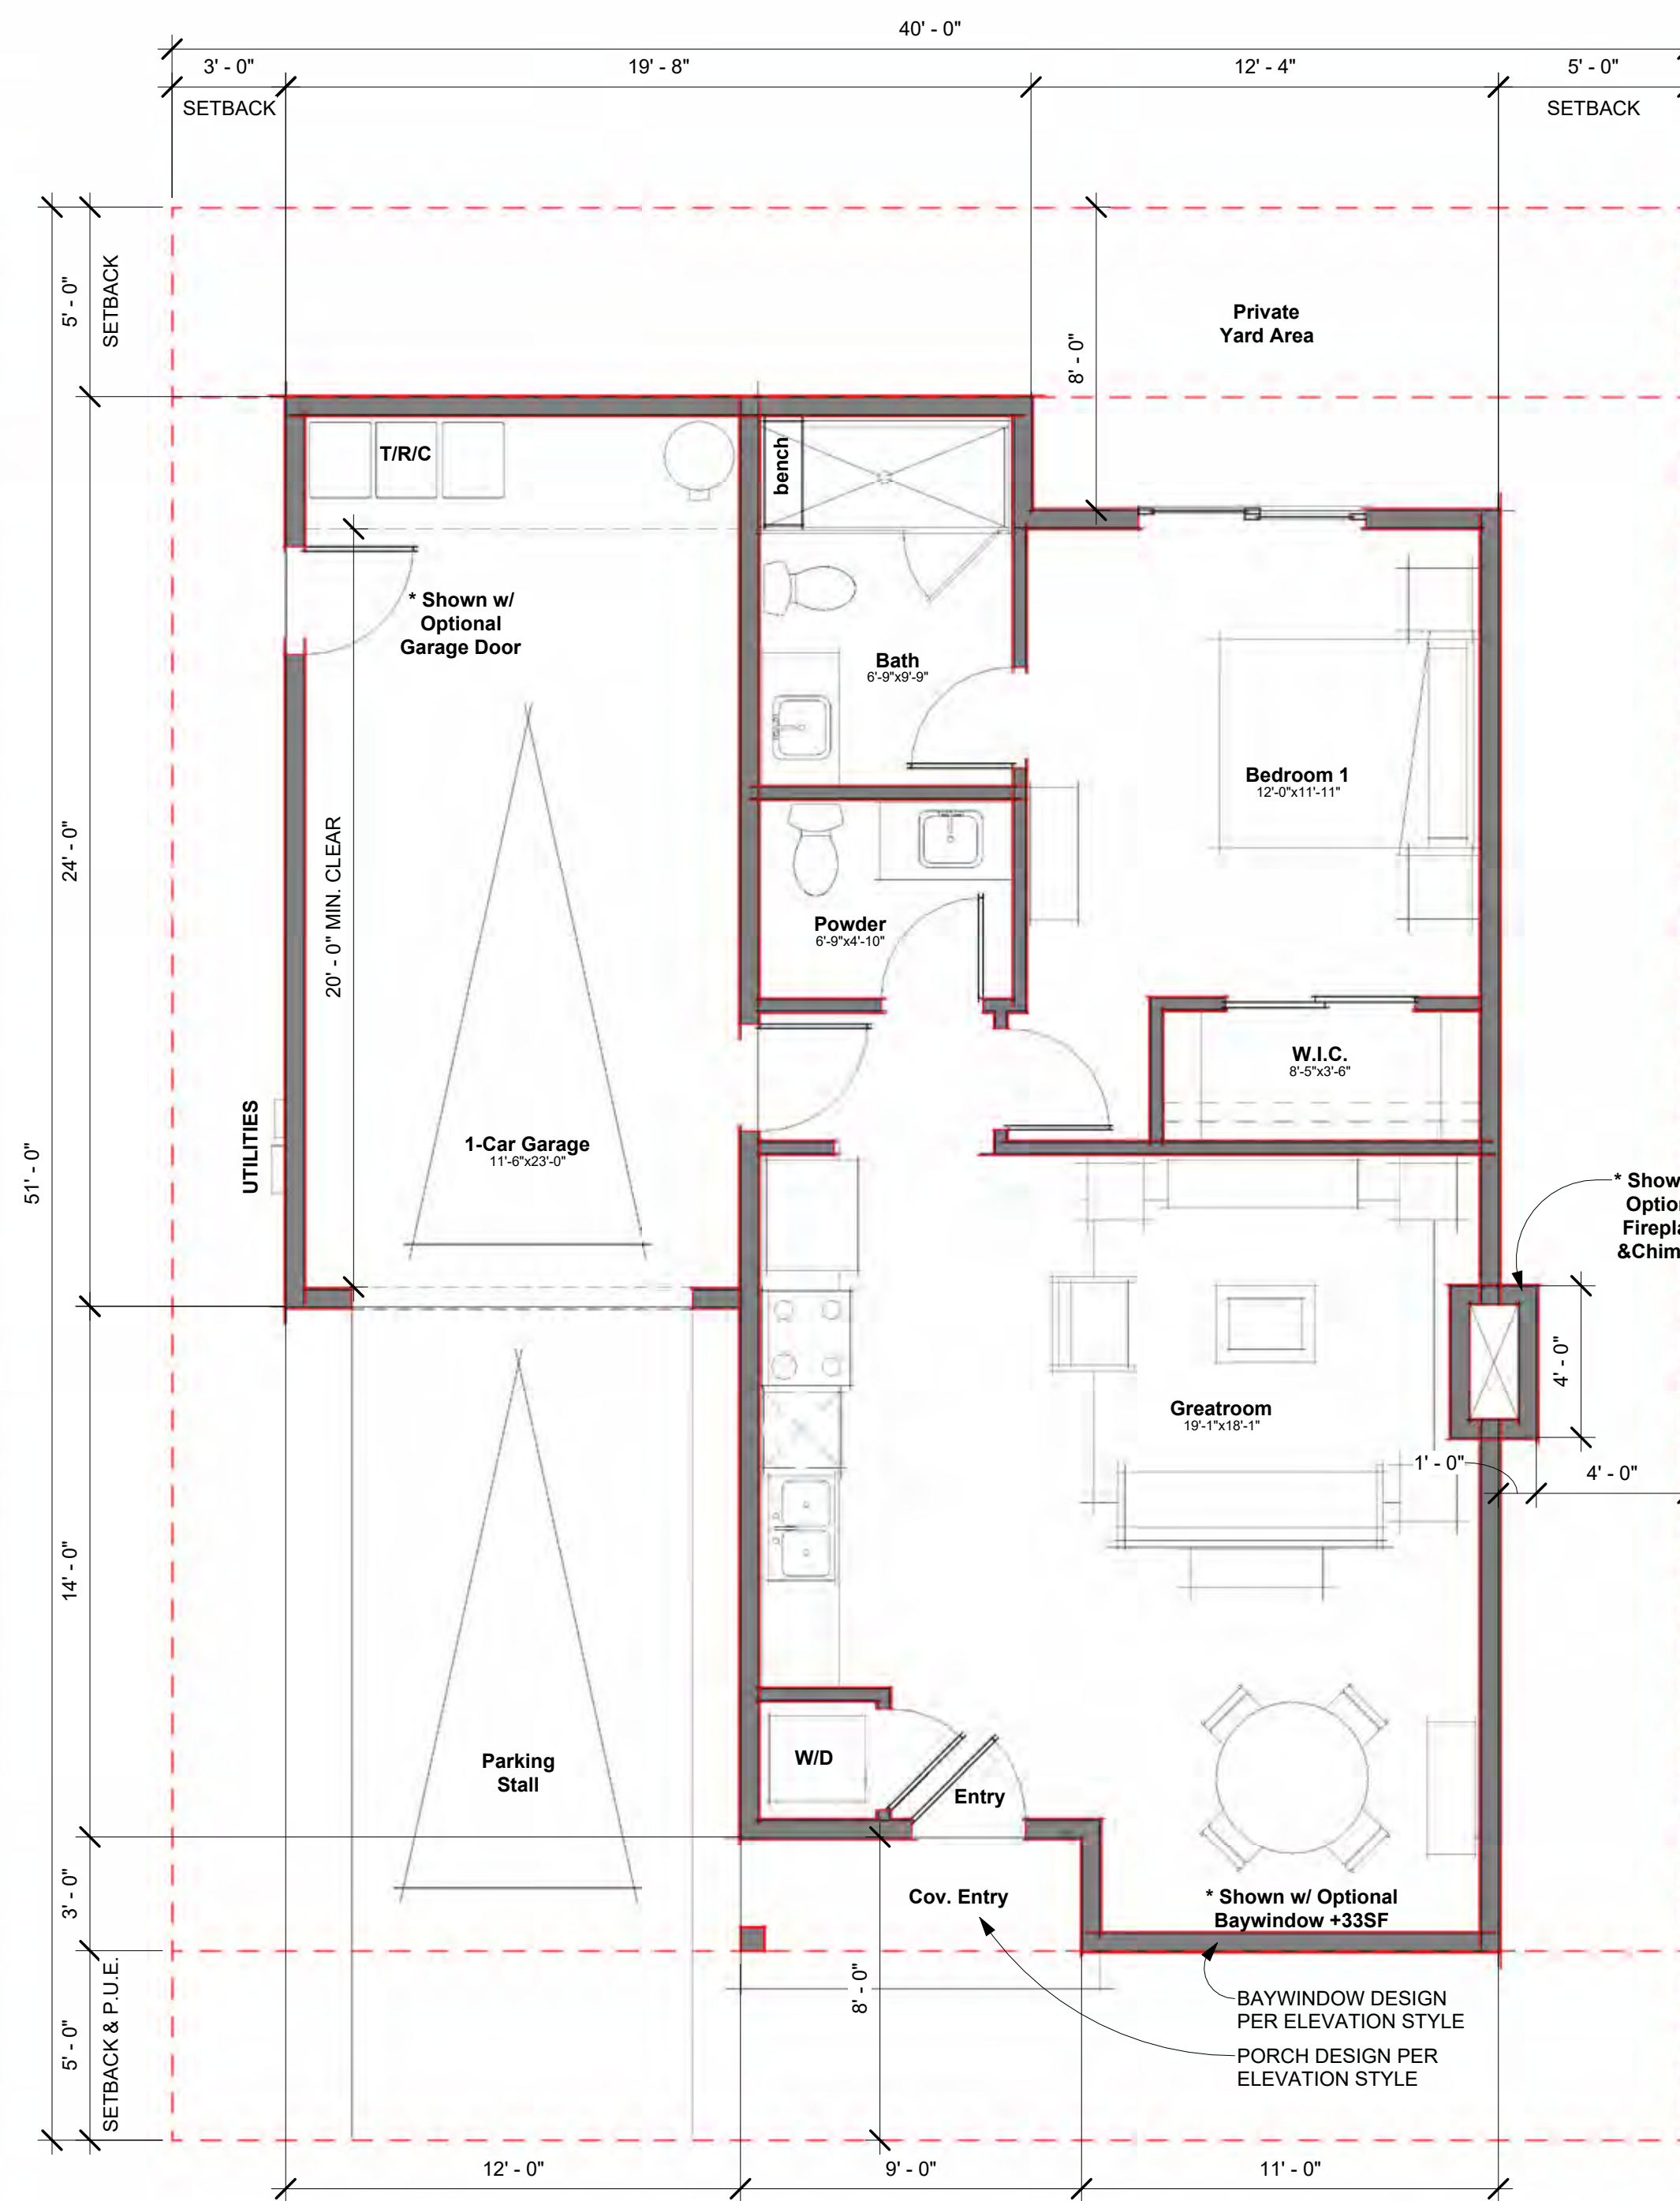 40' - 0"
3' - 0"
19' - 8"
12' - 4"
5' - 0"
SETBACK
SETBACK
5' - 0"
SETBACK
8' - 0"
Private
Yard Area
T/R/C
bench
* Shown w/
Optional
Garage Door
Bath
6'-9"x9'-9"
Bedroom 1
12'-0"x11'-11"
24' - 0"
20' - 0" MIN. CLEAR
Powder
6'-9"x4'-10"
W.I.C.
8'-5"x3'-6"
UTILITIES
1-Car Garage
11'-6"x23'-0"
51' - 0"
* Show
Option
Firepla
&Chim
4' - 0"
Greatroom
19'-1"x18'-1"
1' - 0"
4' - 0"
14' - 0"
Parking
Stall
W/D
Entry
3' - 0"
Cov. Entry
* Shown w/ Optional
Baywindow +33SF
8' - 0"
5' - 0"
SETBACK & P.U.E.
BAYWINDOW DESIGN
PER ELEVATION STYLE
PORCH DESIGN PER
ELEVATION STYLE
12' - 0"
9' - 0"
11' - 0"